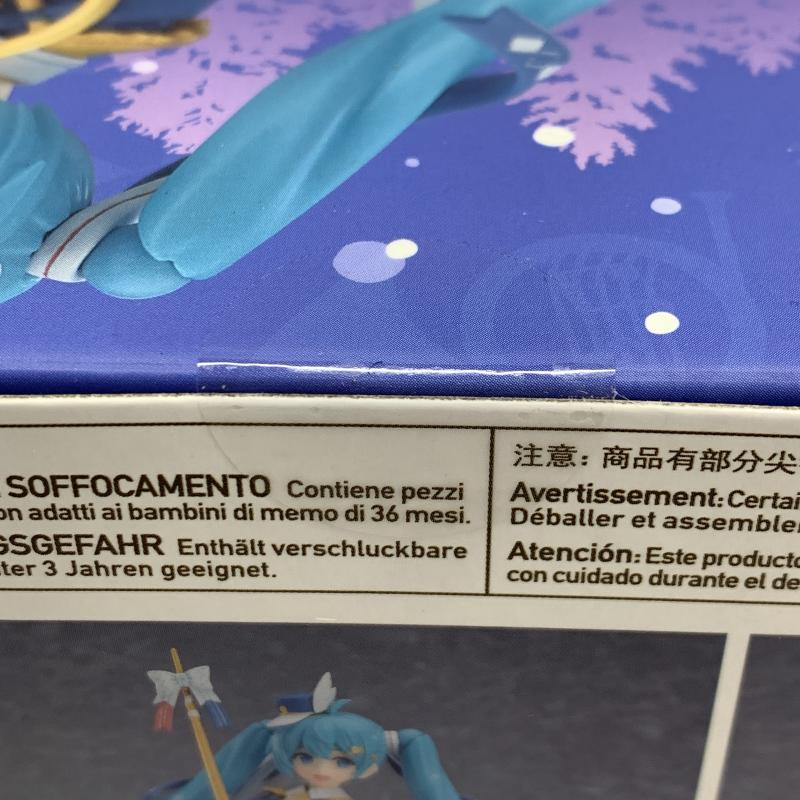 SOFFOCAMENTO Contiene pezzi
on adatti ai bambini di memo di 36 mesi.
GSGEFAHR Enthält verschluckbare
ter 3 Jahren geeignet.
注意: 商品有部分尖
Avertissement: Certai
Déballer et assembler
Atención: Este producto
con cuidado durante el de